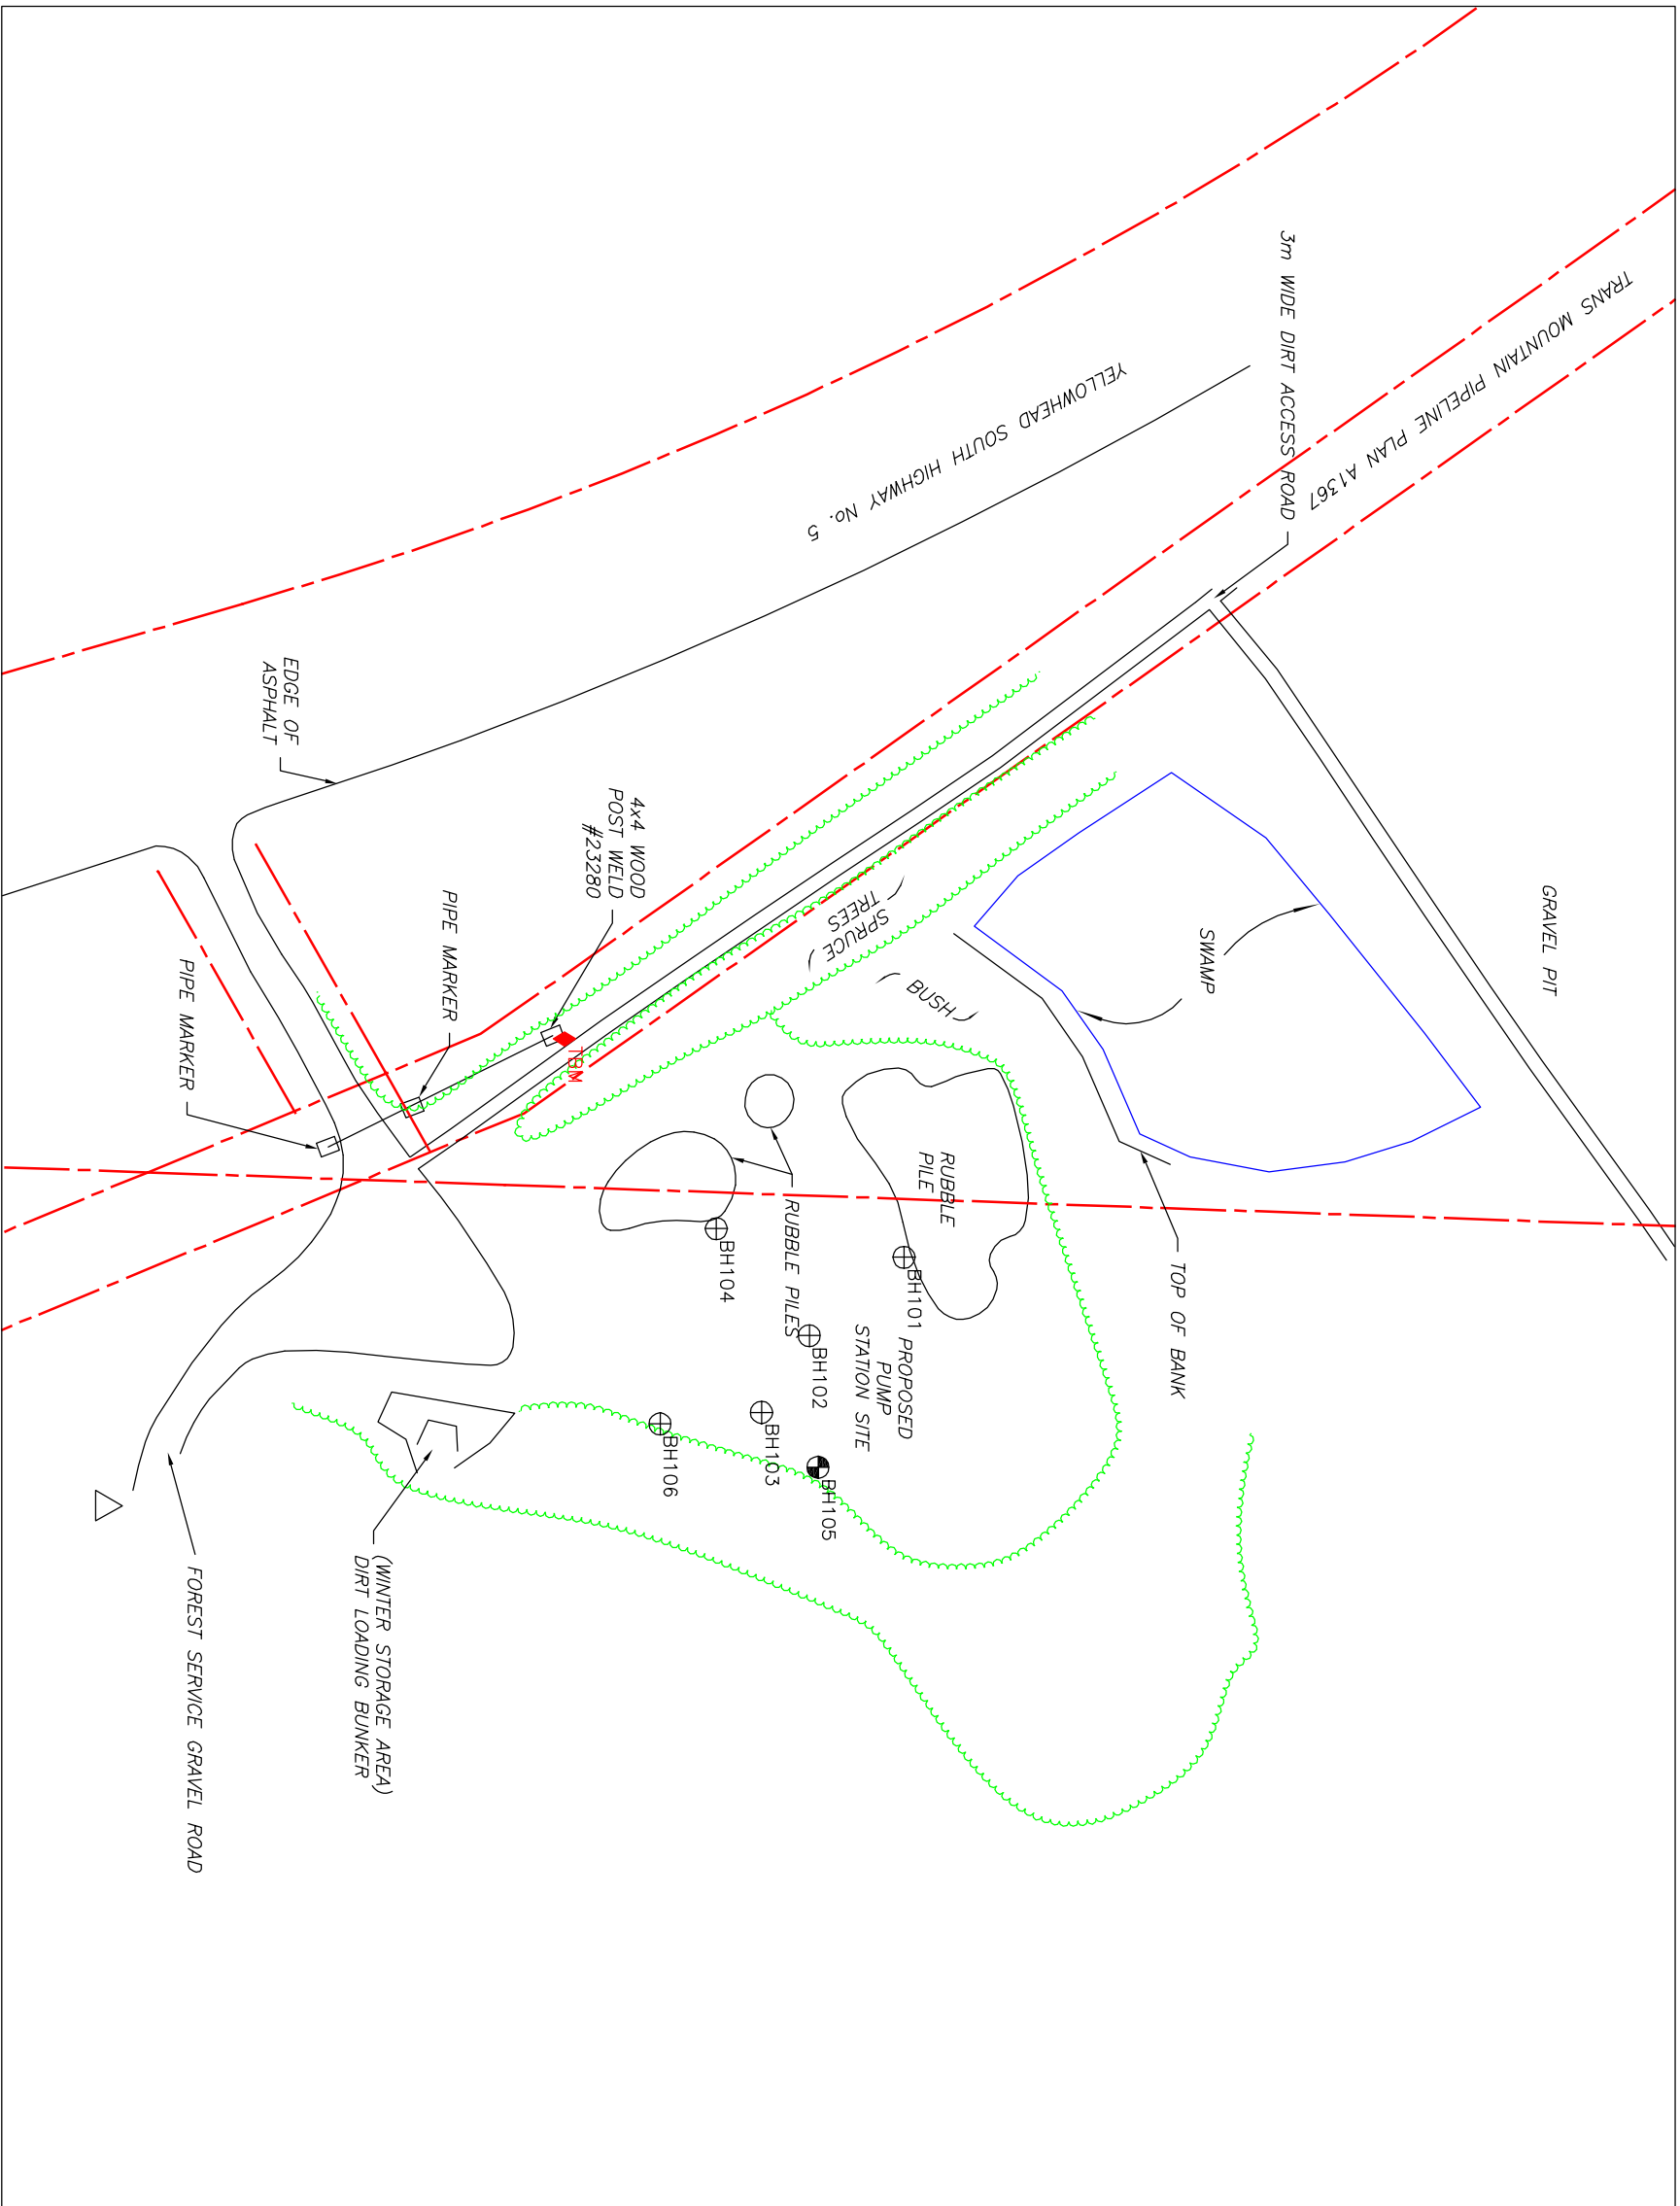 TRANS MOUNTAIN PIPELINE PLAN A1367
3m WIDE DIRT ACCESS ROAD
YELLOWHEAD SOUTH HIGHWAY No. 5
GRAVEL PIT
SWAMP
SPRUCE
TREES
BUSH
EDGE OF
ASPHALT
4x4 WOOD
POST WELD
#23280
PIPE MARKER
PIPE MARKER
TBM
RUBBLE
PILE
RUBBLE PILES
TOP OF BANK
BH101
BH104
BH102
BH103
BH105
BH106
PROPOSED
PUMP
STATION SITE
(WINTER STORAGE AREA)
DIRT LOADING BUNKER
FOREST SERVICE GRAVEL ROAD